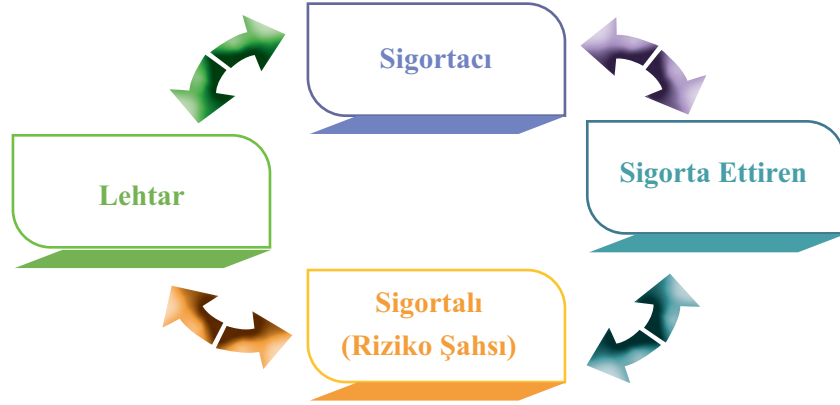 Sigortacı
Sigorta Ettiren
Lehtar
Sigortalı
(Riziko Şahsı)